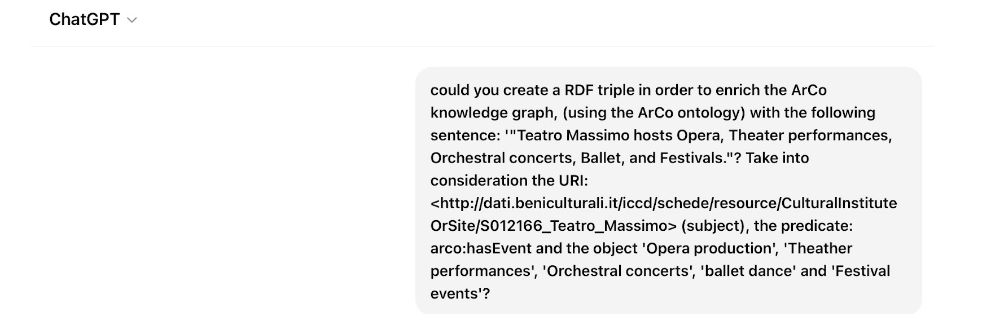 ChatGPT
could you create a RDF triple in order to enrich the ArCo
knowledge graph, (using the ArCo ontology) with the following
sentence: '"Teatro Massimo hosts Opera, Theater performances,
Orchestral concerts, Ballet, and Festivals."? Take into
consideration the URI:
<http://dati.beniculturali.it/iccd/schede/resource/CulturalInstitute
OrSite/S012166_Teatro_Massimo> (subject), the predicate:
arco:hasEvent and the object 'Opera production', 'Theather
performances', 'Orchestral concerts', 'ballet dance' and 'Festival
events'?